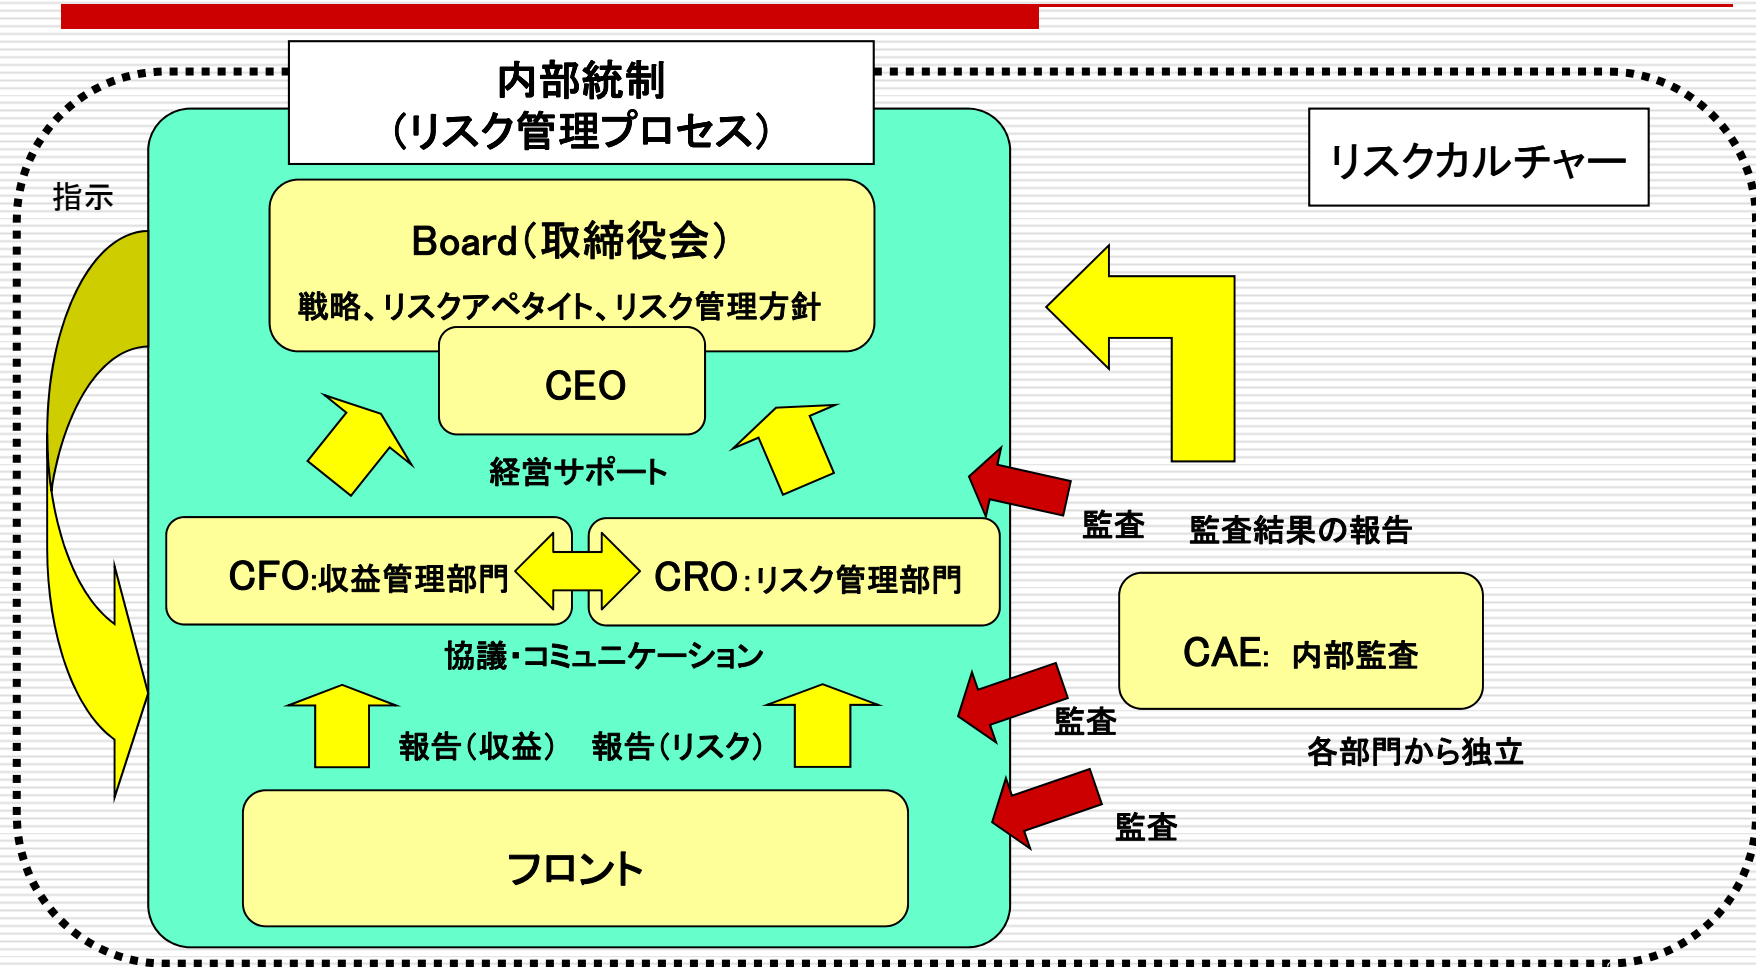 内部統制
(リスク管理プロセス)
リスクカルチャー
指示
Board(取締役会)
戦略、リスクアペタイト、リスク管理方針
CEO
経営サポート
監査
監査結果の報告
CFO:収益管理部門
CRO:リスク管理部門
協議・コミュニケーション
CAE: 内部監査
監査
各部門から独立
報告(収益)
報告(リスク)
監査
フロント